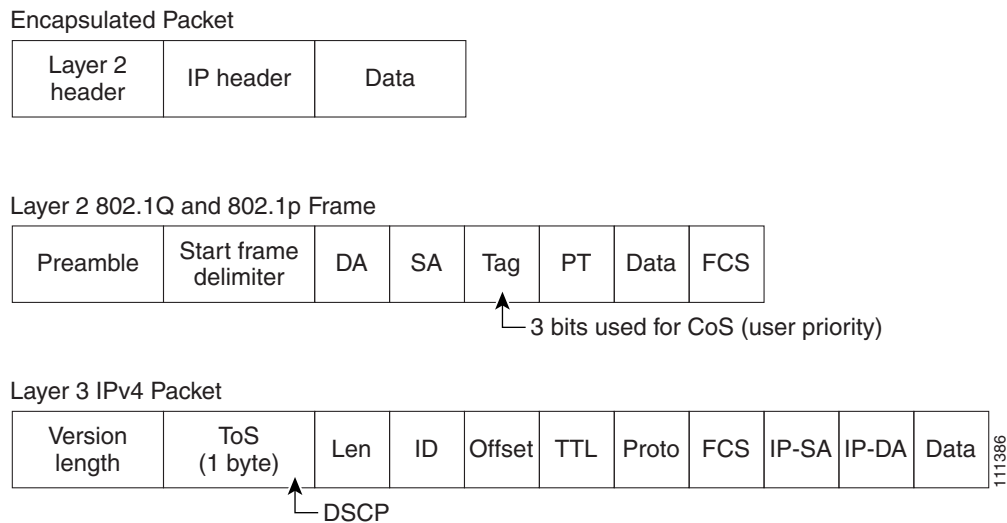 Encapsulated Packet
Layer 2
header
IP header
Data
Layer 2 802.1Q and 802.1p Frame
Preamble
Start frame
delimiter
DA
SA
Tag
PT
Data
FCS
3 bits used for CoS (user priority)
Layer 3 IPv4 Packet
Version
length
ToS
(1 byte)
Len
ID
Offset
TTL
Proto
FCS
IP-SA
IP-DA
Data
DSCP
111386